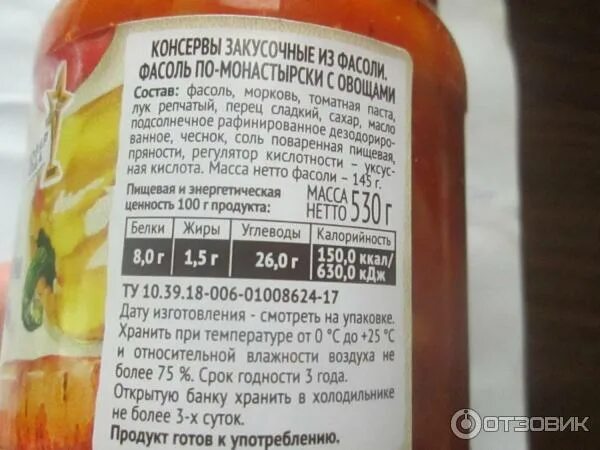 КОНСЕРВЫ ЗАКУСОЧНЫЕ ИЗ ФАСОЛИ.
ФАСОЛЬ ПО-МОНАСТЫРСКИ С ОВОЩАМИ
Состав: фасоль, морковь, томатная паста,
лук репчатый, перец сладкий, сахар, масло
подсолнечное рафинированное дезодориро-
ванное, чеснок, соль поваренная пищевая,
пряности, регулятор кислотности – уксус-
ная кислота. Масса нетто фасоли – 145 г.
Пищевая и энергетическая
ценность 100 г продукта:
МАССА
НЕТТО 530 г
Белки Жиры Углеводы Калорийность
8,0 г 1,5 г 26,0 г 150,0 ккал/
630,0 кДж
ТУ 10.39.18-006-01008624-17
Дату изготовления - смотреть на упаковке.
Хранить при температуре от 0 °C до +25 °C
и относительной влажности воздуха не
более 75 %. Срок годности 3 года.
Открытую банку хранить в холодильнике
не более 3-х суток.
Продукт готов к употреблению.
ОТЗОВИК